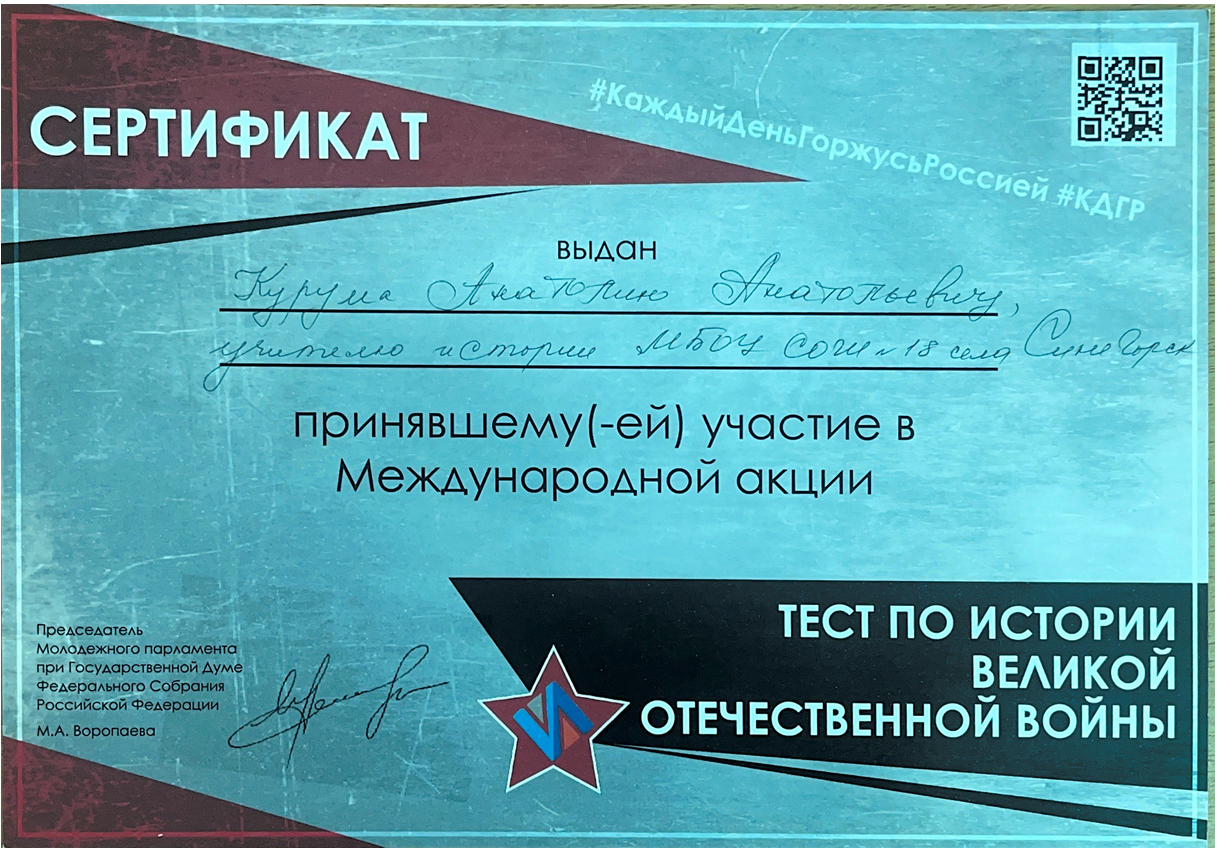 СЕРТИФИКАТ
#КаждыйДеньГоржусьРоссией #КДГР
выдан
Курума Анатолию Анатольевичу,
учителю истории МБОУ СОШ №18 села Синегорск
принявшему(-ей) участие в
Международной акции
Председатель
Молодежного парламента
при Государственной Думе
Федерального Собрания
Российской Федерации
М.А. Воропаева
ТЕСТ ПО ИСТОРИИ
ВЕЛИКОЙ
ОТЕЧЕСТВЕННОЙ ВОЙНЫ